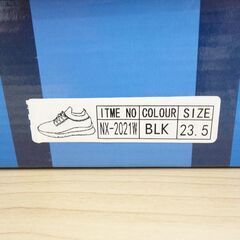 ITME NO COLOUR SIZE
NX-2021W BLK 23.5